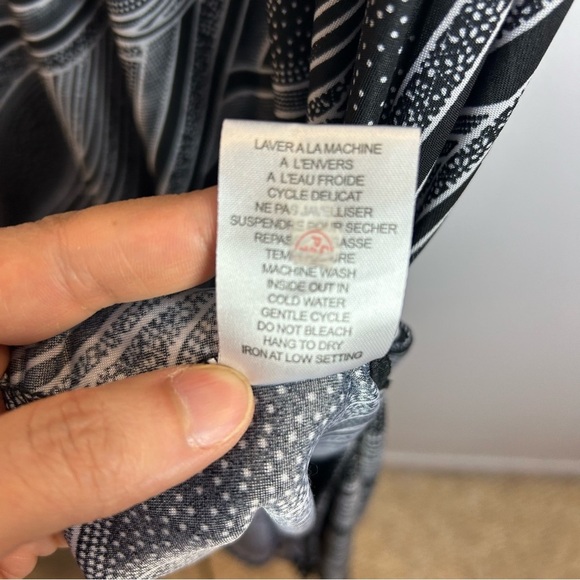 LAVER A LA MACHINE
A L'ENVERS
A L'EAU FROIDE
CYCLE DELICAT
NE PAS JAVELLISER
SUSPENDRE POUR SECHER
MACHINE WASH
INSIDE OUT IN
COLD WATER
GENTLE CYCLE
DO NOT BLEACH
HANG TO DRY
IRON AT LOW SETTING